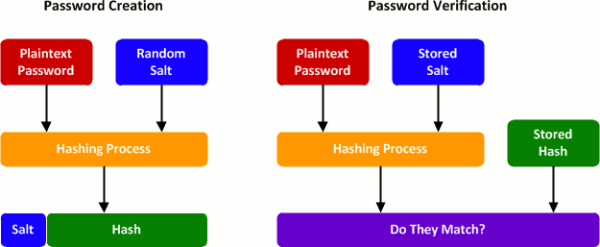 Password Creation
Password Verification
Plaintext
Password
Random
Salt
Plaintext
Password
Stored
Salt
Hashing Process
Hashing Process
Stored
Hash
Salt
Hash
Do They Match?